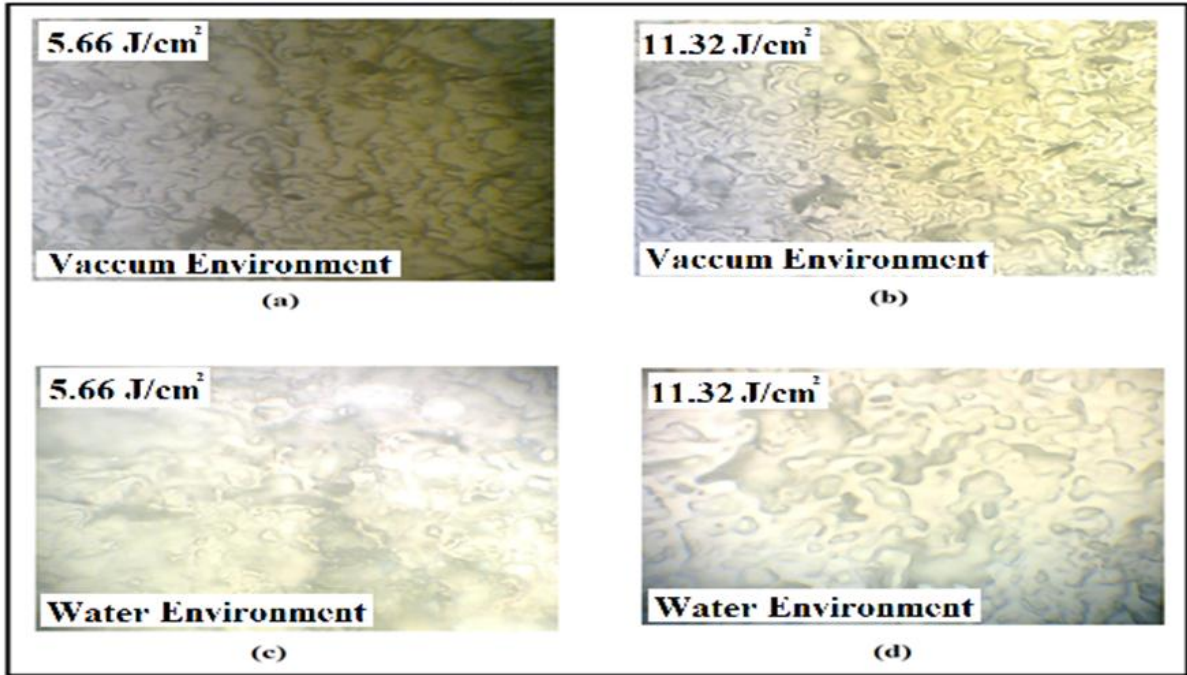 5.66 J/cm²
11.32 J/cm²
Vaccum Environment
Vaccum Environment
(a)
(b)
5.66 J/cm²
11.32 J/cm²
Water Environment
Water Environment
(c)
(d)